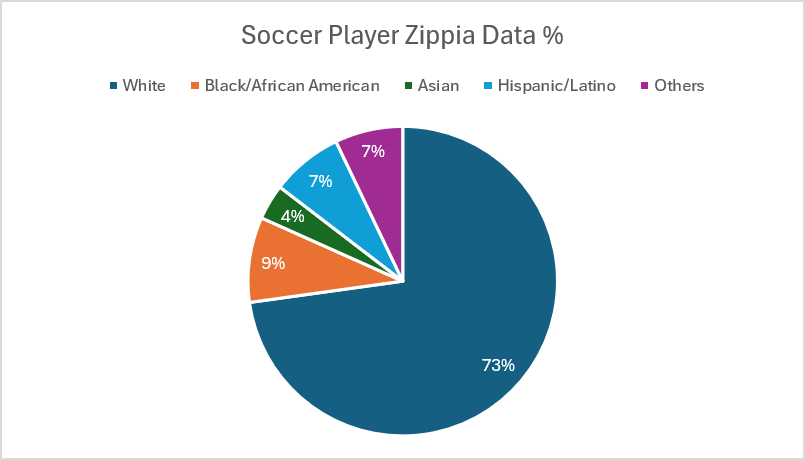 Soccer Player Zippia Data %
White Black/African American Asian Hispanic/Latino Others
7%
7%
4%
9%
73%